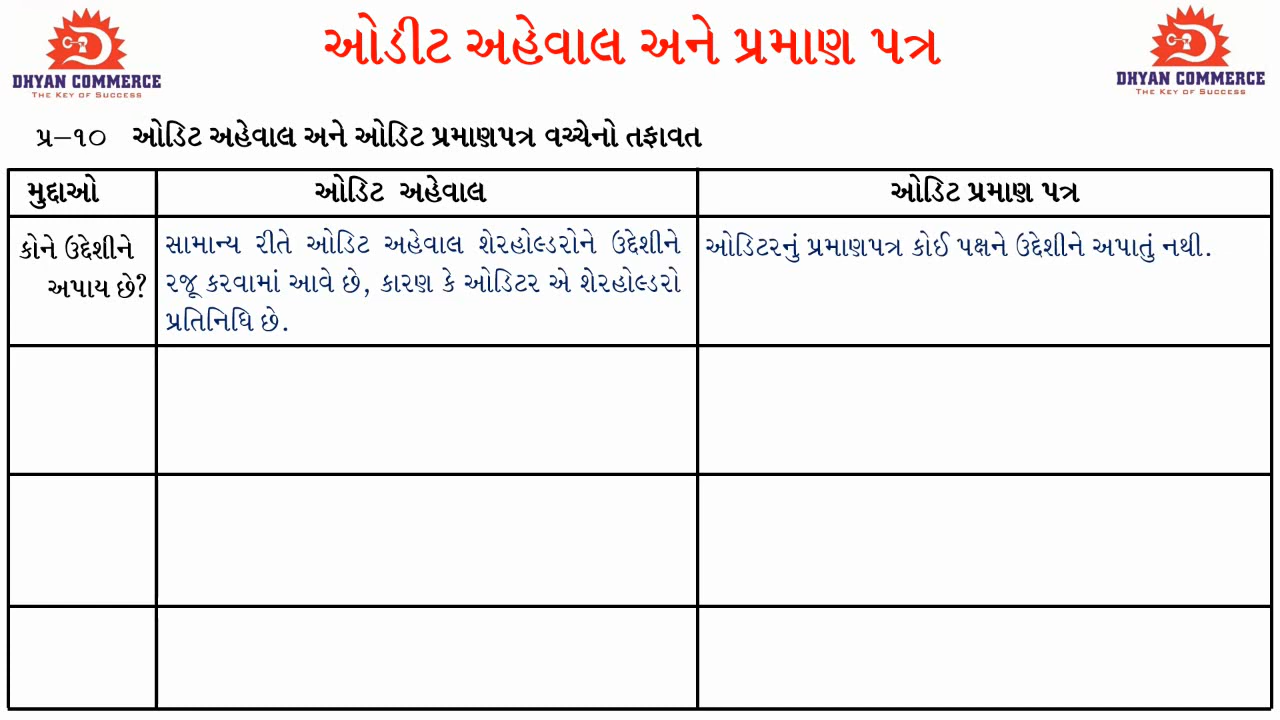 DHYAN COMMERCE
THE KEY OF SUCCESS
ઓડીટ અહેવાલ અને પ્રમાણ પત્ર
DHYAN COMMERCE
THE KEY OF SUCCESS
પ્ર–૧૦ ઓડિટ અહેવાલ અને ઓડિટ પ્રમાણપત્ર વચ્ચેનો તફાવત
મુદ્દાઓ
ઓડિટ અહેવાલ
ઓડિટ પ્રમાણ પત્ર
કોને ઉદ્દેશીને
અપાય છે?
સામાન્ય રીતે ઓડિટ અહેવાલ શેરહોલ્ડરોને ઉદ્દેશીને
રજૂ કરવામાં આવે છે, કારણ કે ઓડિટર એ શેરહોલ્ડરો
પ્રતિનિધિ છે.
ઓડિટરનું પ્રમાણપત્ર કોઈ પક્ષને ઉદ્દેશીને અપાતું નથી.